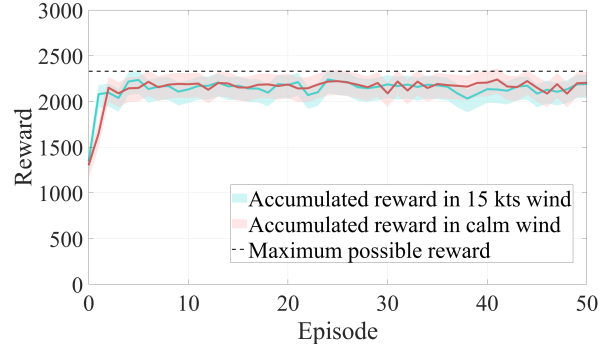 3000
2500
2000
1500
1000
500
0
Reward
Accumulated reward in 15 kts wind
Accumulated reward in calm wind
Maximum possible reward
0 10 20 30 40 50
Episode